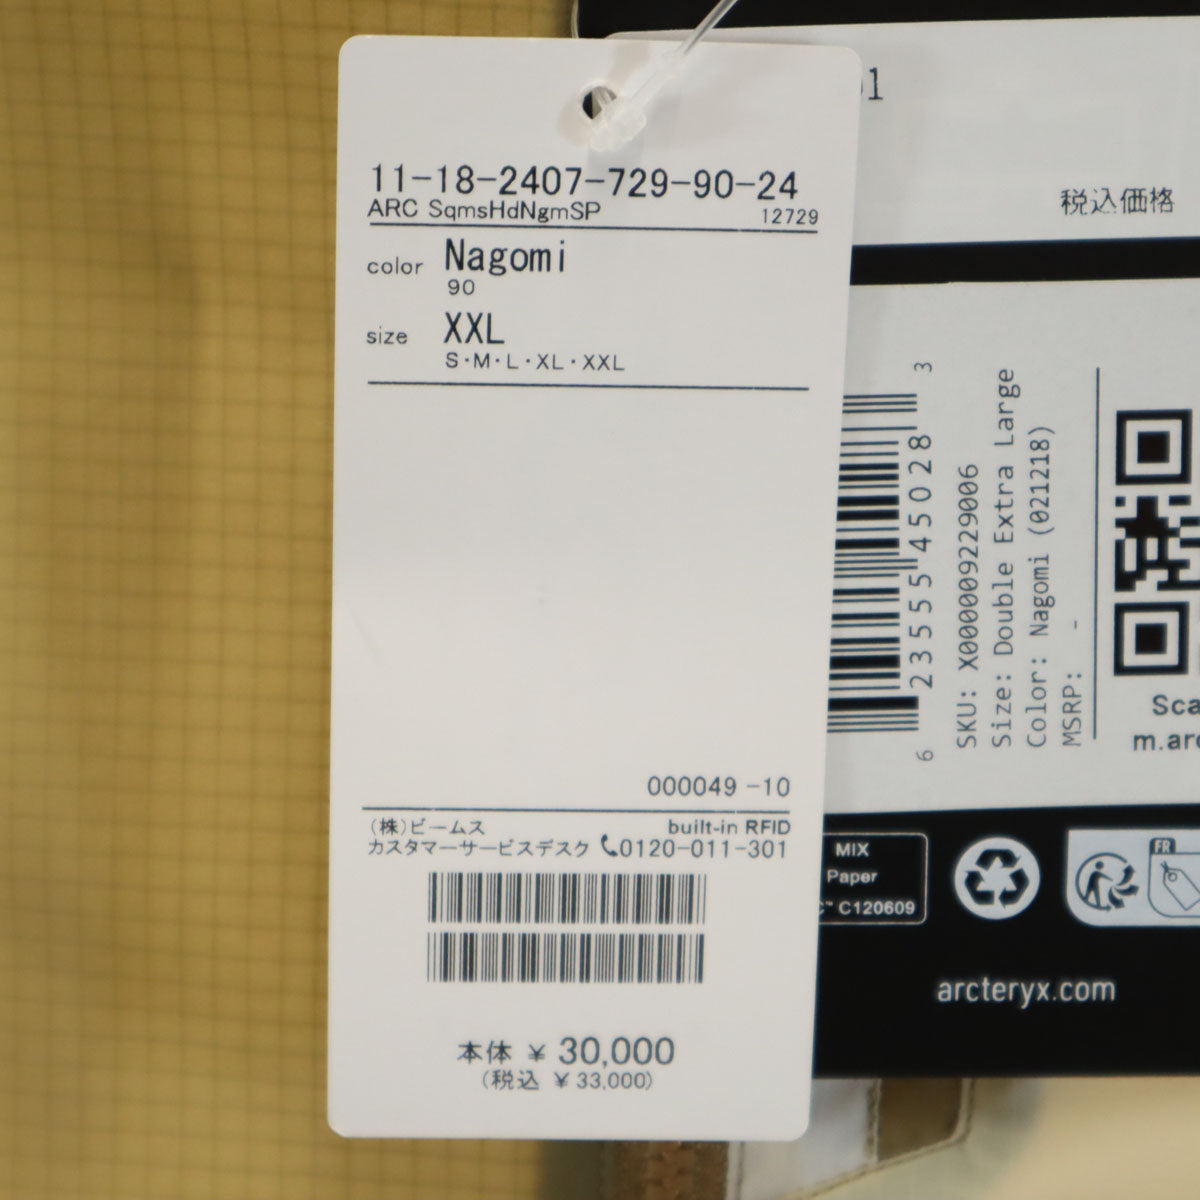 11-18-2407-729-90-24
ARC SqmsHdNgmSP 12729
color Nagomi
90
size XXL
S・M・L・XL・XXL
000049 -10
(株)ビームス built-in RFID
カスタマーサービスデスク 0120-011-301
本体 ¥ 30,000
(税込 ¥ 33,000)
税込価格
6 23555 45028 3
SKU: X000009229006
Size: Double Extra Large
Color: Nagomi (021218)
MSRP: -
m.arc
MIX
Paper
C120609
FR
arcteryx.com